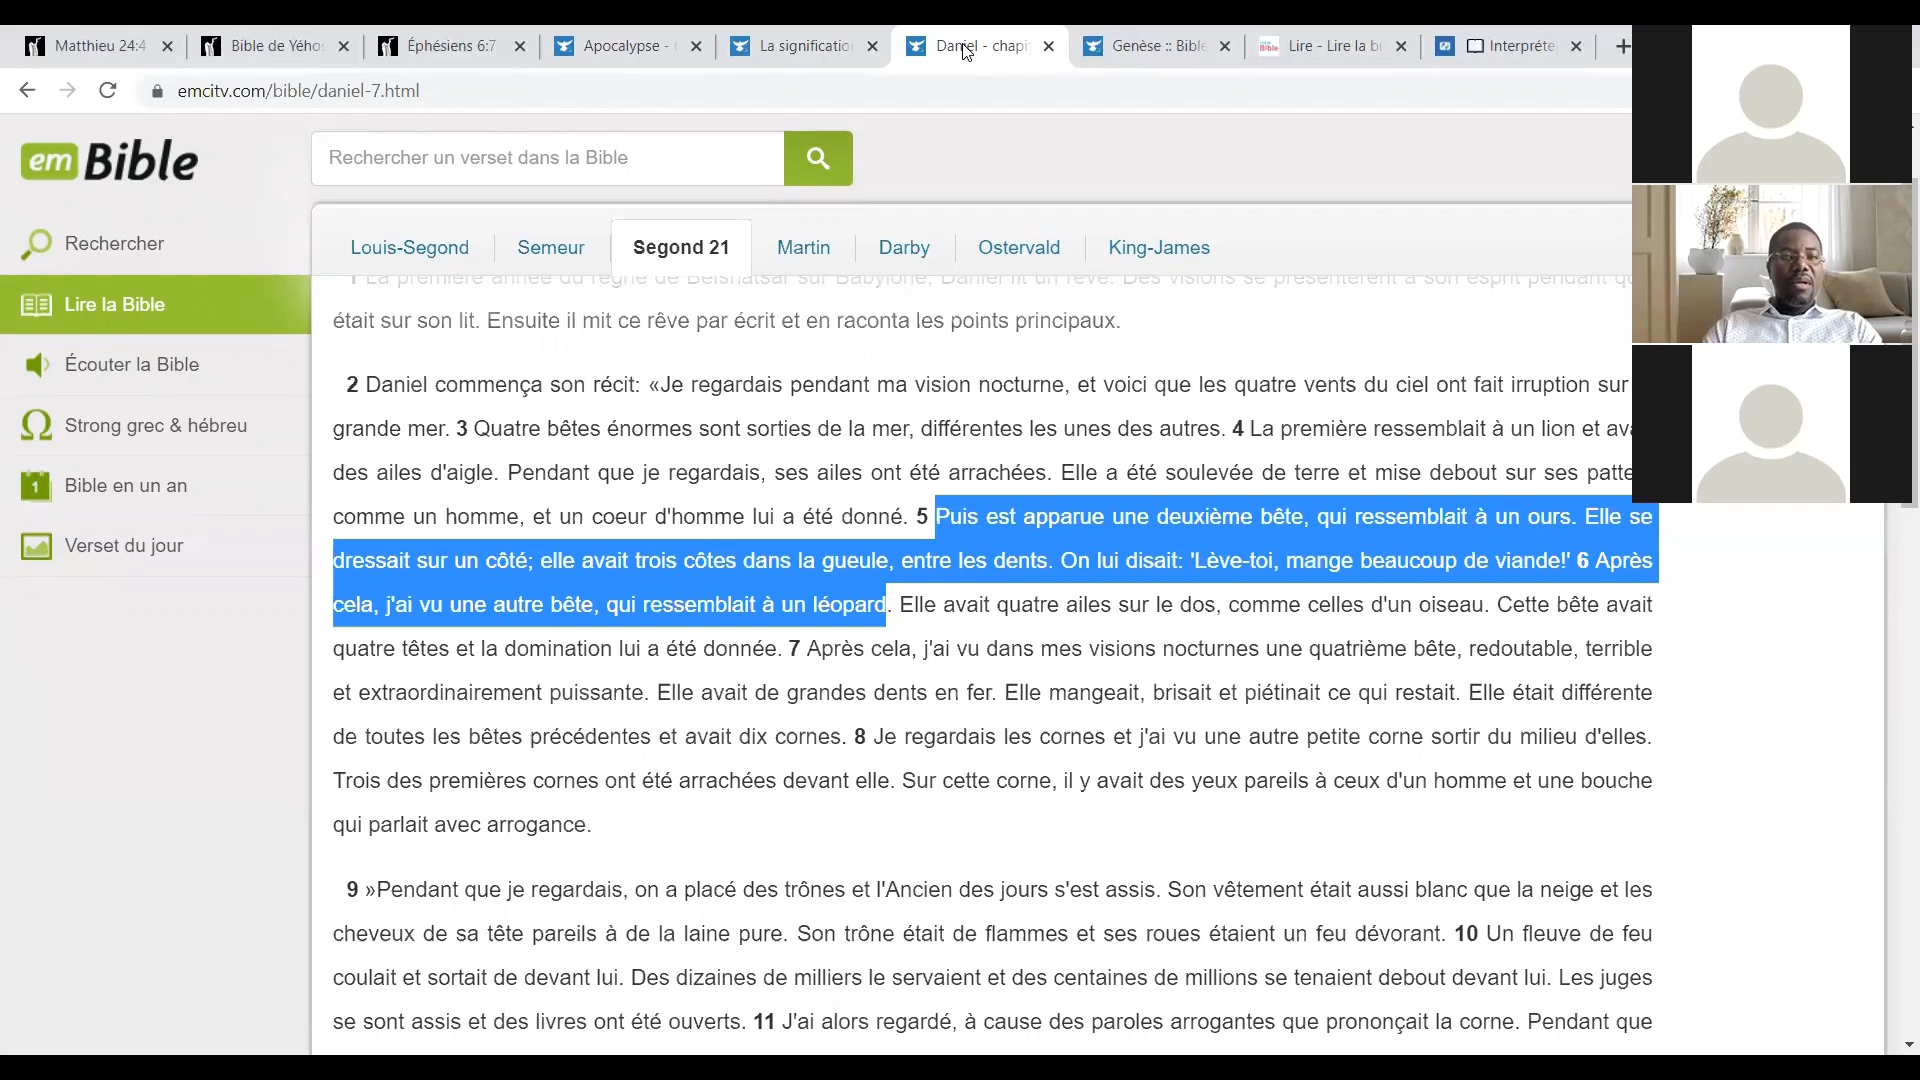 Matthieu 24:4
Bible de Yého
Éphésiens 6:7
Apocalypse -
La significatio
Daniel - chapi
Genèse :: Bible
Lire - Lire la b
Interpréte
emcitv.com/bible/daniel-7.html
em Bible
Rechercher un verset dans la Bible
Rechercher
Lire la Bible
Écouter la Bible
Strong grec & hébreu
Bible en un an
Verset du jour
Louis-Segond
Semeur
Segond 21
Martin
Darby
Ostervald
King-James
1 La première année du règne de Belshatsar sur Babylone, Daniel fit un rêve. Des visions se présentèrent à son esprit pendant
était sur son lit. Ensuite il mit ce rêve par écrit et en raconta les points principaux.
2 Daniel commença son récit: «Je regardais pendant ma vision nocturne, et voici que les quatre vents du ciel ont fait irruption sur
grande mer. 3 Quatre bêtes énormes sont sorties de la mer, différentes les unes des autres. 4 La première ressemblait à un lion et
des ailes d'aigle. Pendant que je regardais, ses ailes ont été arrachées. Elle a été soulevée de terre et mise debout sur ses patte
comme un homme, et un coeur d'homme lui a été donné. 5 Puis est apparue une deuxième bête, qui ressemblait à un ours. Elle se
dressait sur un côté; elle avait trois côtes dans la gueule, entre les dents. On lui disait: 'Lève-toi, mange beaucoup de viande!' 6 Après
cela, j'ai vu une autre bête, qui ressemblait à un léopard. Elle avait quatre ailes sur le dos, comme celles d'un oiseau. Cette bête avait
quatre têtes et la domination lui a été donnée. 7 Après cela, j'ai vu dans mes visions nocturnes une quatrième bête, redoutable, terrible
et extraordinairement puissante. Elle avait de grandes dents en fer. Elle mangeait, brisait et piétinait ce qui restait. Elle était différente
de toutes les bêtes précédentes et avait dix cornes. 8 Je regardais les cornes et j'ai vu une autre petite corne sortir du milieu d'elles.
Trois des premières cornes ont été arrachées devant elle. Sur cette corne, il y avait des yeux pareils à ceux d'un homme et une bouche
qui parlait avec arrogance.
9 »Pendant que je regardais, on a placé des trônes et l'Ancien des jours s'est assis. Son vêtement était aussi blanc que la neige et les
cheveux de sa tête pareils à de la laine pure. Son trône était de flammes et ses roues étaient un feu dévorant. 10 Un fleuve de feu
coulait et sortait de devant lui. Des dizaines de milliers le servaient et des centaines de millions se tenaient debout devant lui. Les juges
se sont assis et des livres ont été ouverts. 11 J'ai alors regardé, à cause des paroles arrogantes que prononçait la corne. Pendant que